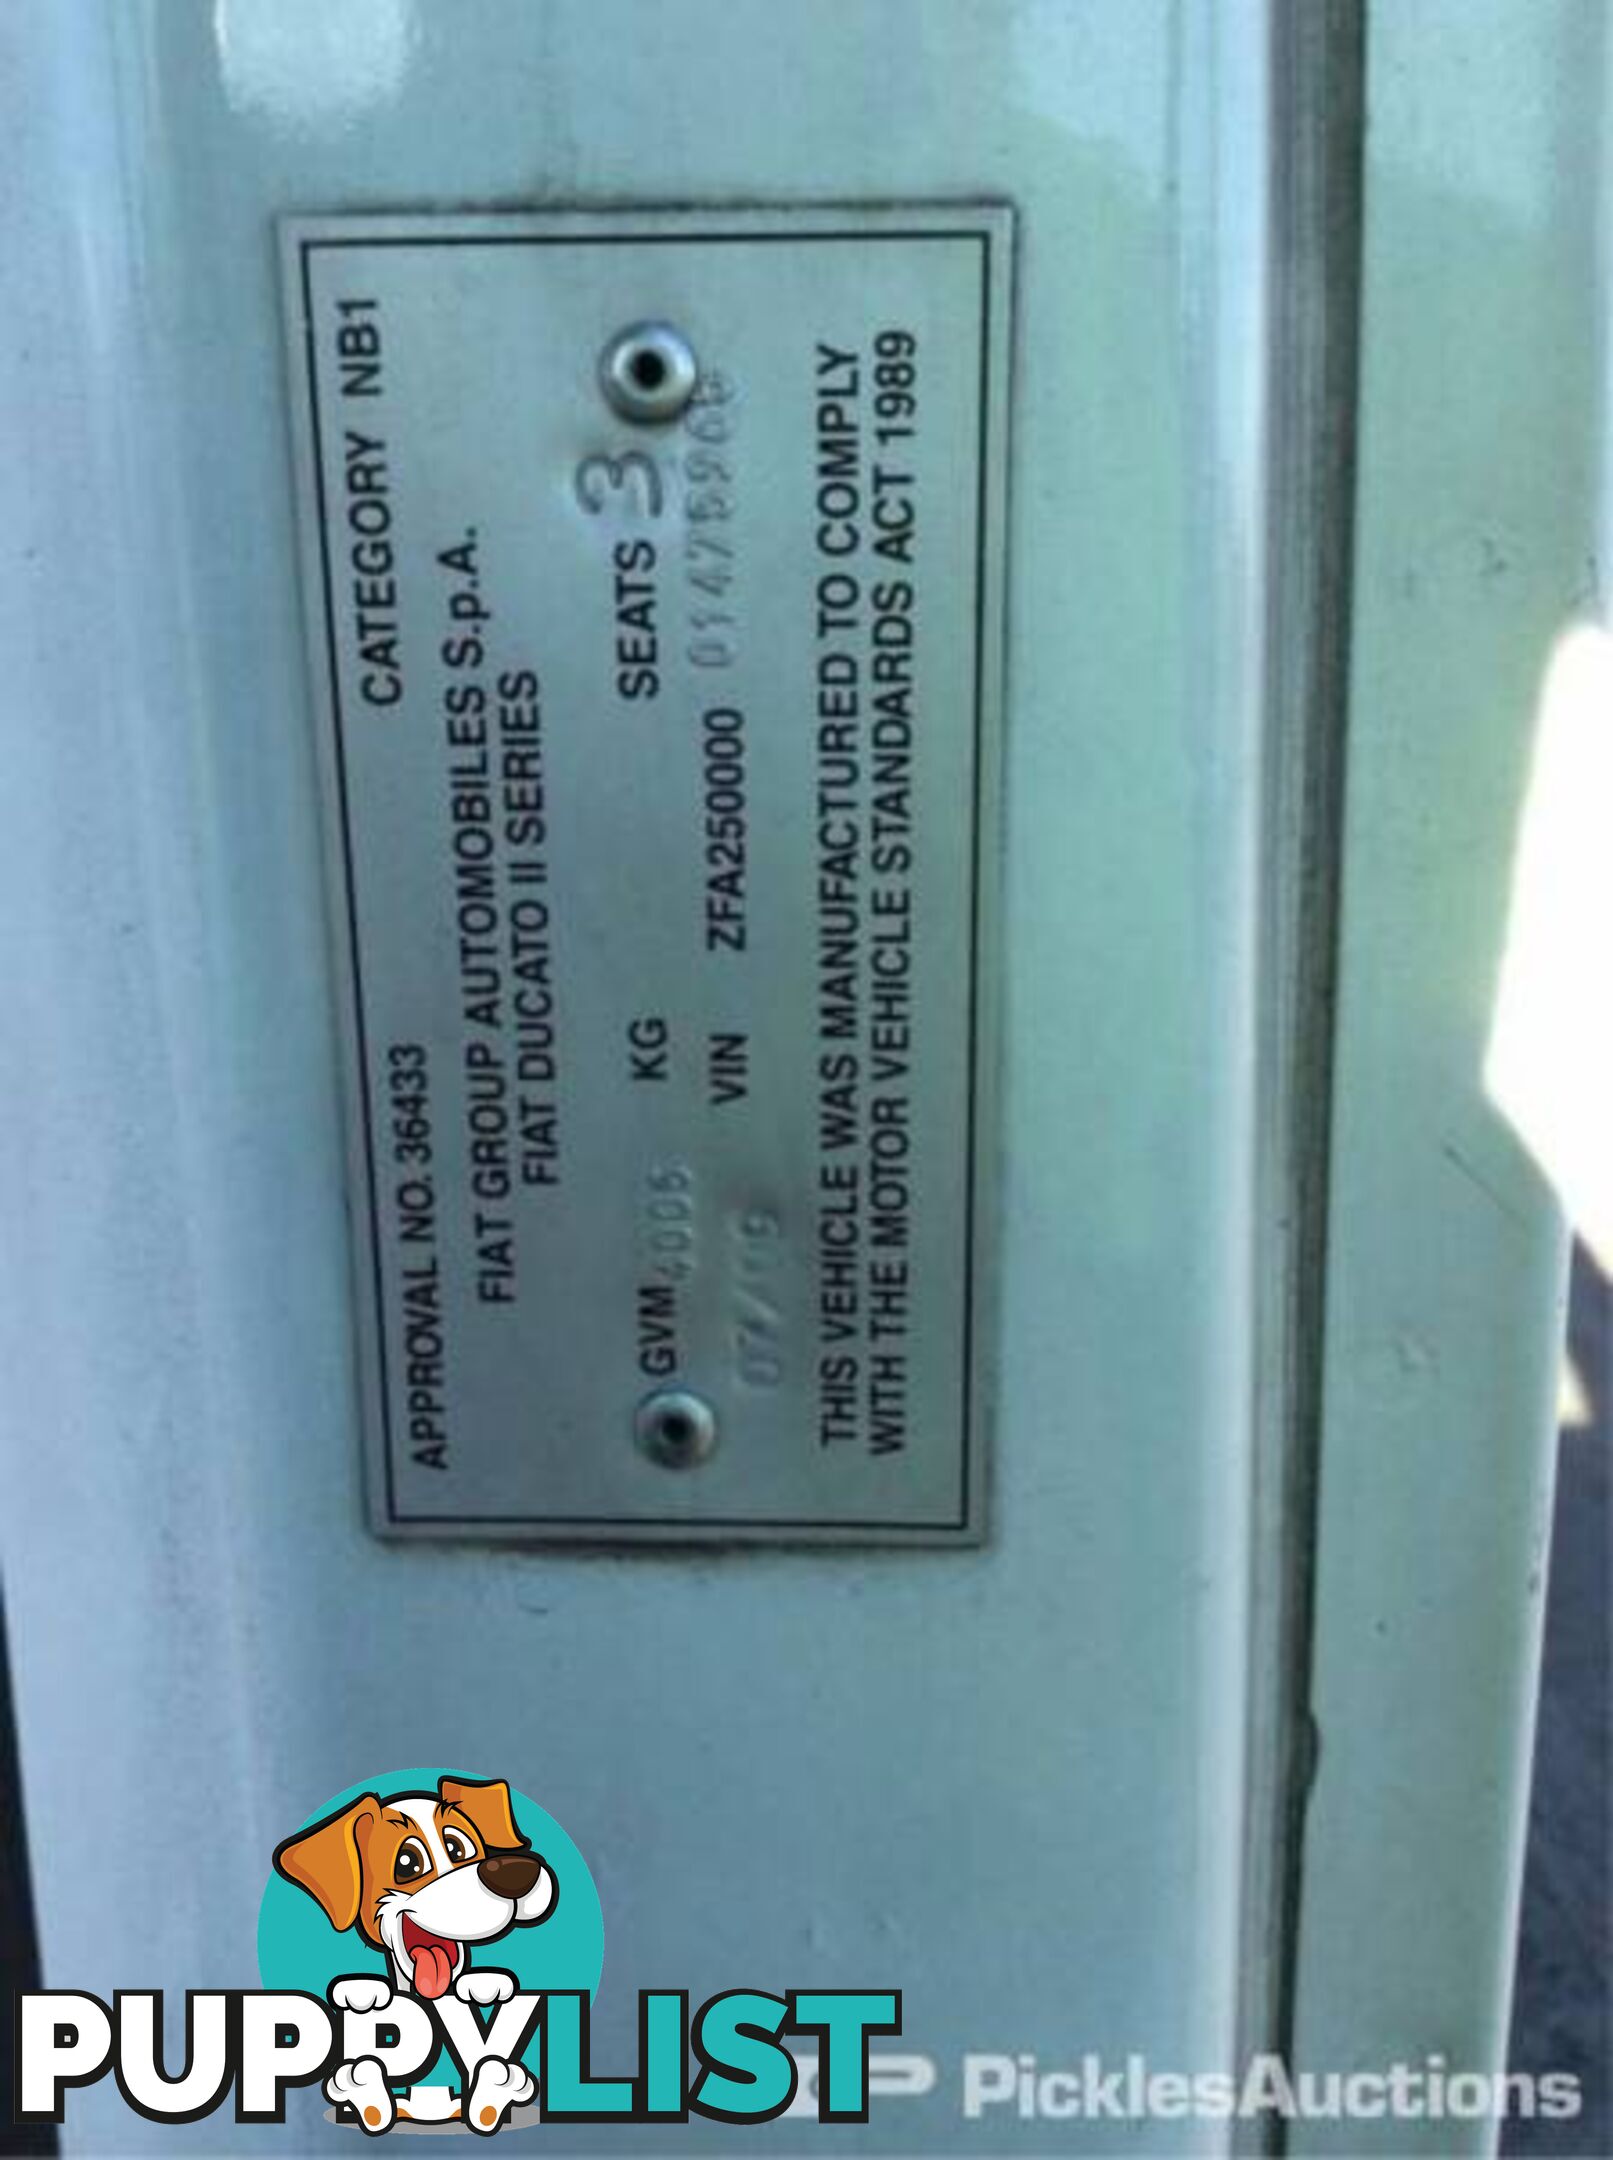 APPROVAL NO. 36433 CATEGORY NB1
FIAT GROUP AUTOMOBILES S.p.A.
FIAT DUCATO II SERIES
GVM 4005 KG SEATS 3
VIN ZFA250000
THIS VEHICLE WAS MANUFACTURED TO COMPLY
WITH THE MOTOR VEHICLE STANDARDS ACT 1989
PUPPYLIST
PicklesAuctions